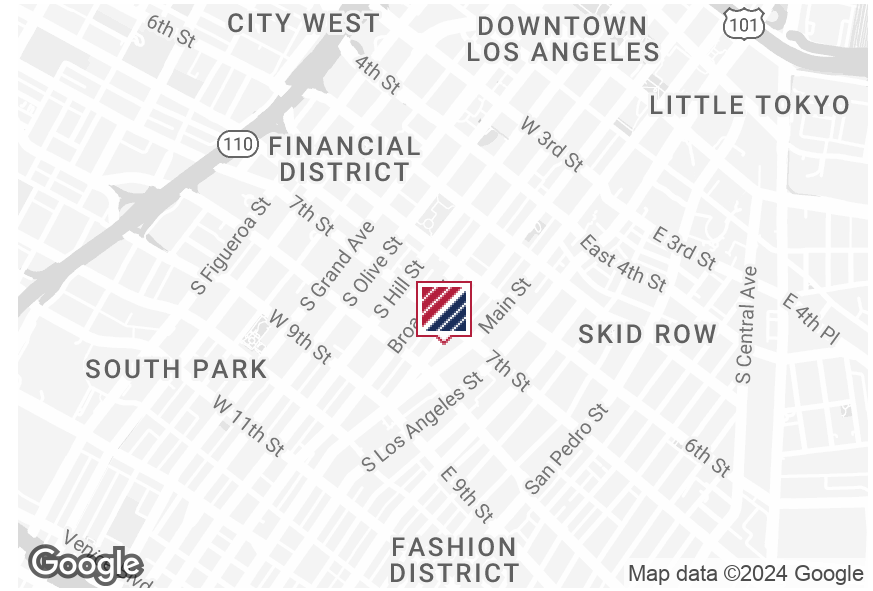 6th St
CITY WEST
DOWNTOWN
LOS ANGELES
101
4th St
LITTLE TOKYO
W 3rd St
110
FINANCIAL
DISTRICT
S Figueroa St
7th St
S Grand Ave
S Olive St
S Hill St
E 3rd St
East 4th St
Main St
S Central Ave
E 4th Pl
W 9th St
SKID ROW
SOUTH PARK
7th St
W 11th St
S Los Angeles St
San Pedro St
6th St
E 9th St
FASHION
DISTRICT
Google
Map data ©2024 Google